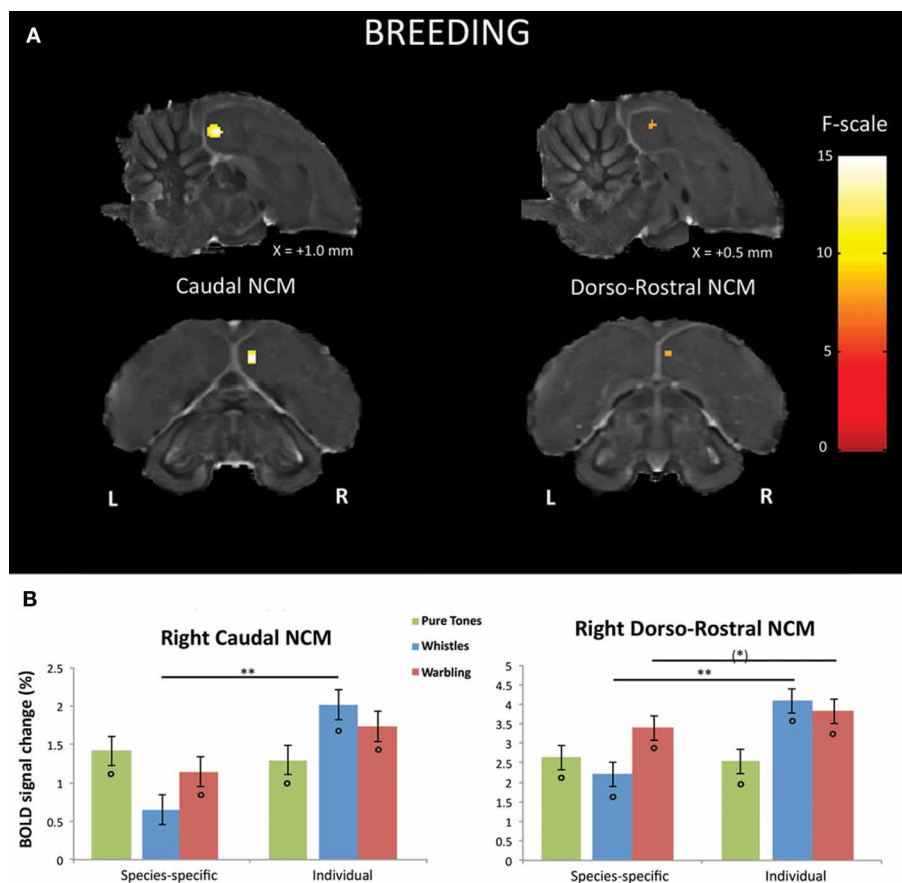 A
BREEDING
F-scale
15
10
5
0
X = +1.0 mm
X = +0.5 mm
Caudal NCM
Dorso-Rostral NCM
L
R
L
R
B
Right Caudal NCM
Pure Tones
Whistles
Warbling
Right Dorso-Rostral NCM
BOLD signal change (%)
2.5
2
1.5
1
0.5
0
**
Species-specific
Individual
5
4.5
4
3.5
3
2.5
2
1.5
1
0.5
0
(*)
**
Species-specific
Individual